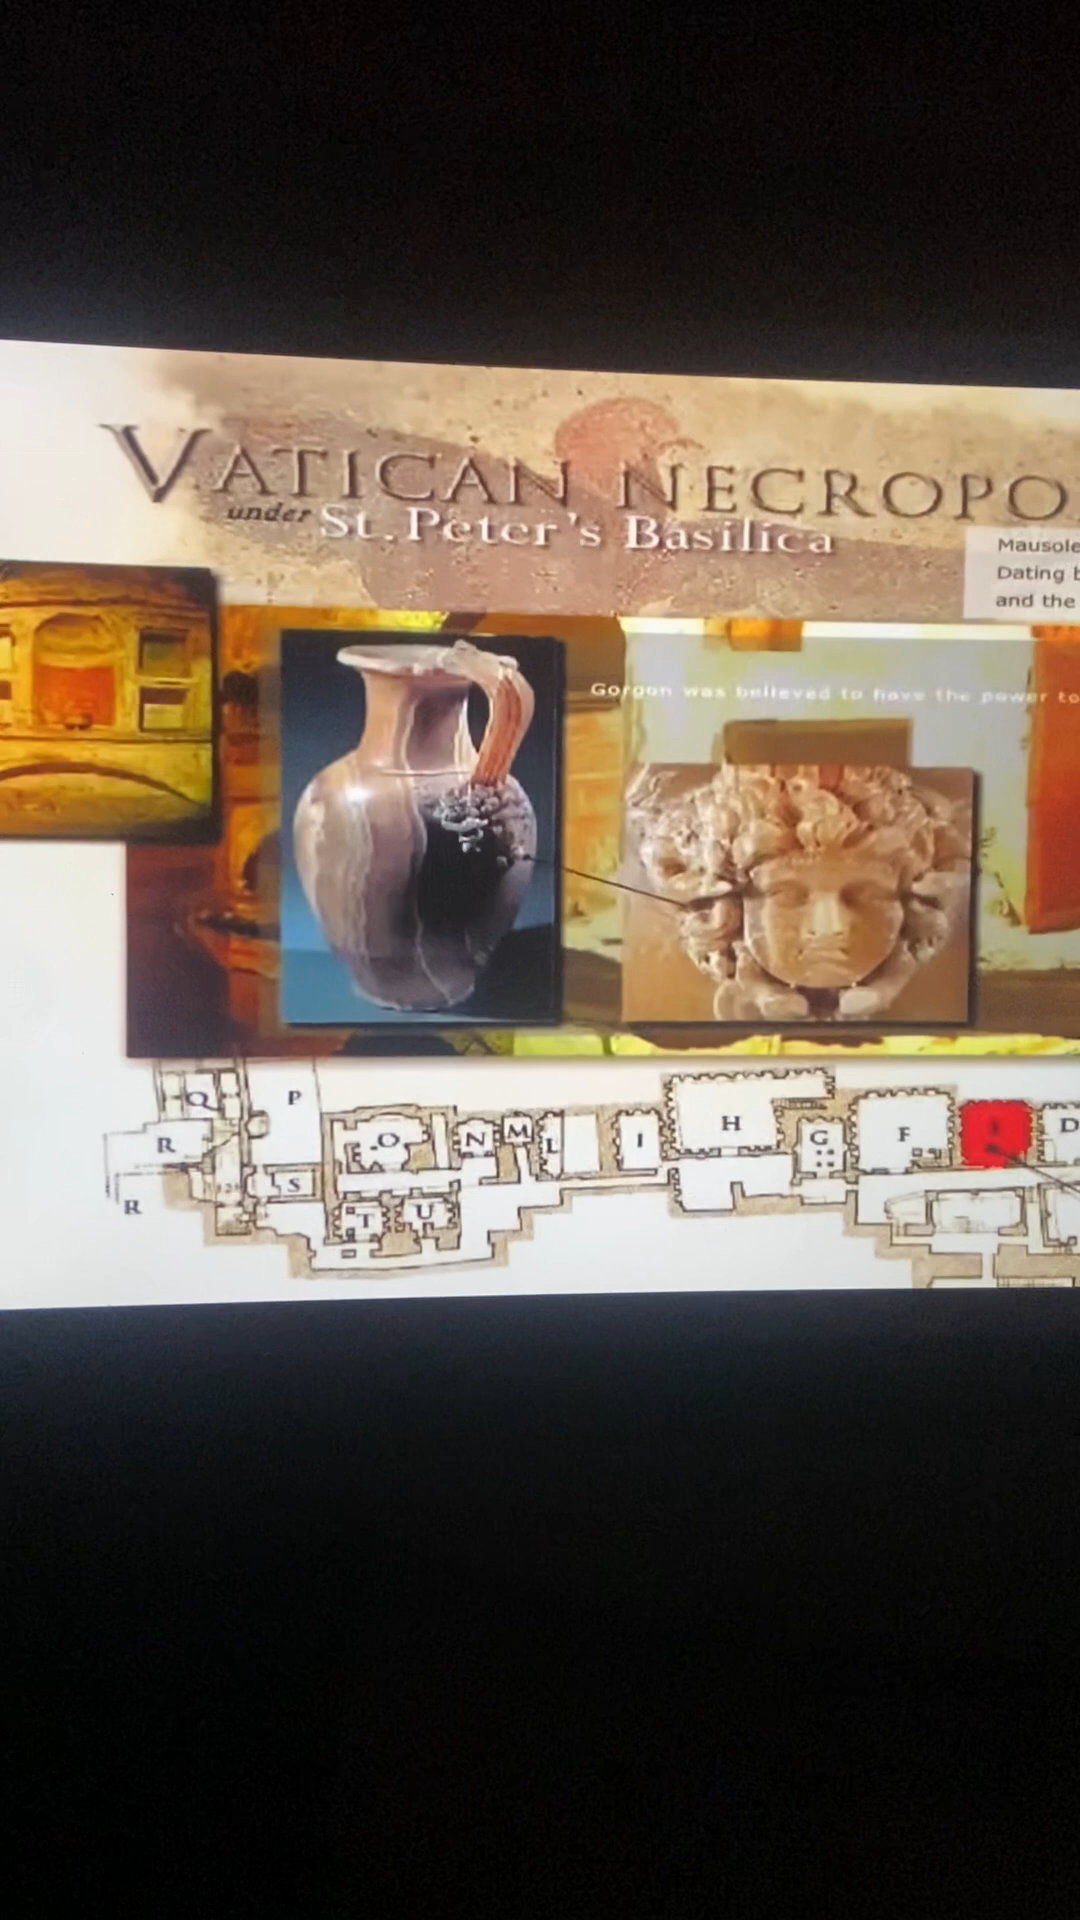 VATICAN NECROPO
under St. Peter's Basilica
Mausole
Dating b
and the
Gorgon was believed to have the power to
Q
P
R
R
S
O
N
M
L
I
H
G
F
D
T
U